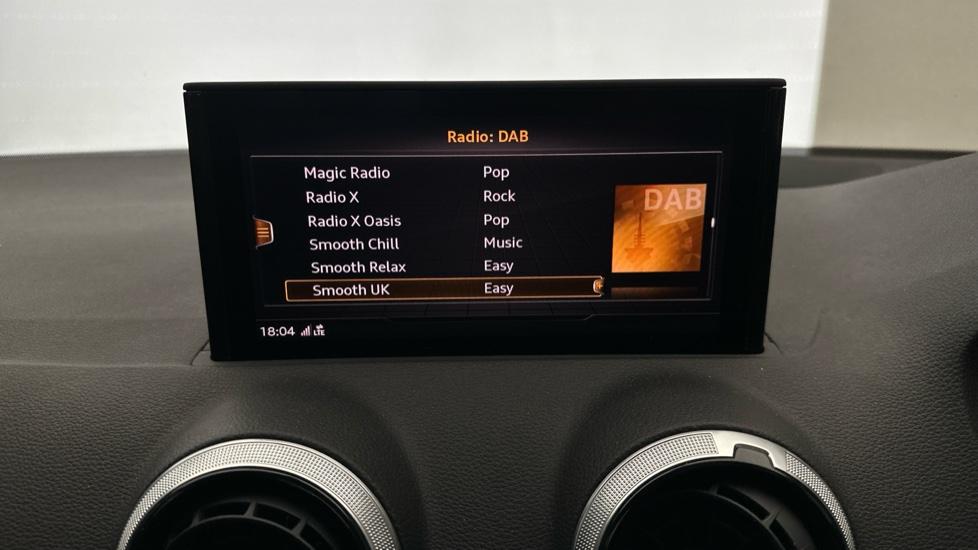 Radio: DAB
Magic Radio Pop
Radio X Rock
Radio X Oasis Pop
Smooth Chill Music
Smooth Relax Easy
Smooth UK Easy
DAB
18:04 LTE